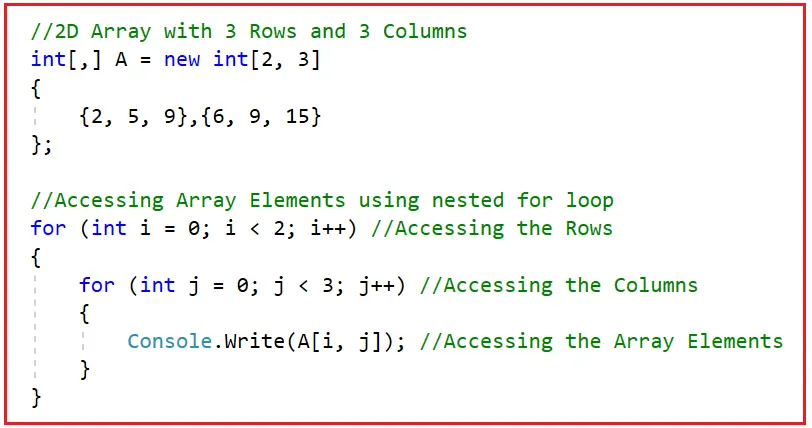 //2D Array with 3 Rows and 3 Columns
int[,] A = new int[2, 3]
{
    {2, 5, 9},{6, 9, 15}
};

//Accessing Array Elements using nested for loop
for (int i = 0; i < 2; i++) //Accessing the Rows
{
    for (int j = 0; j < 3; j++) //Accessing the Columns
    {
        Console.Write(A[i, j]); //Accessing the Array Elements
    }
}